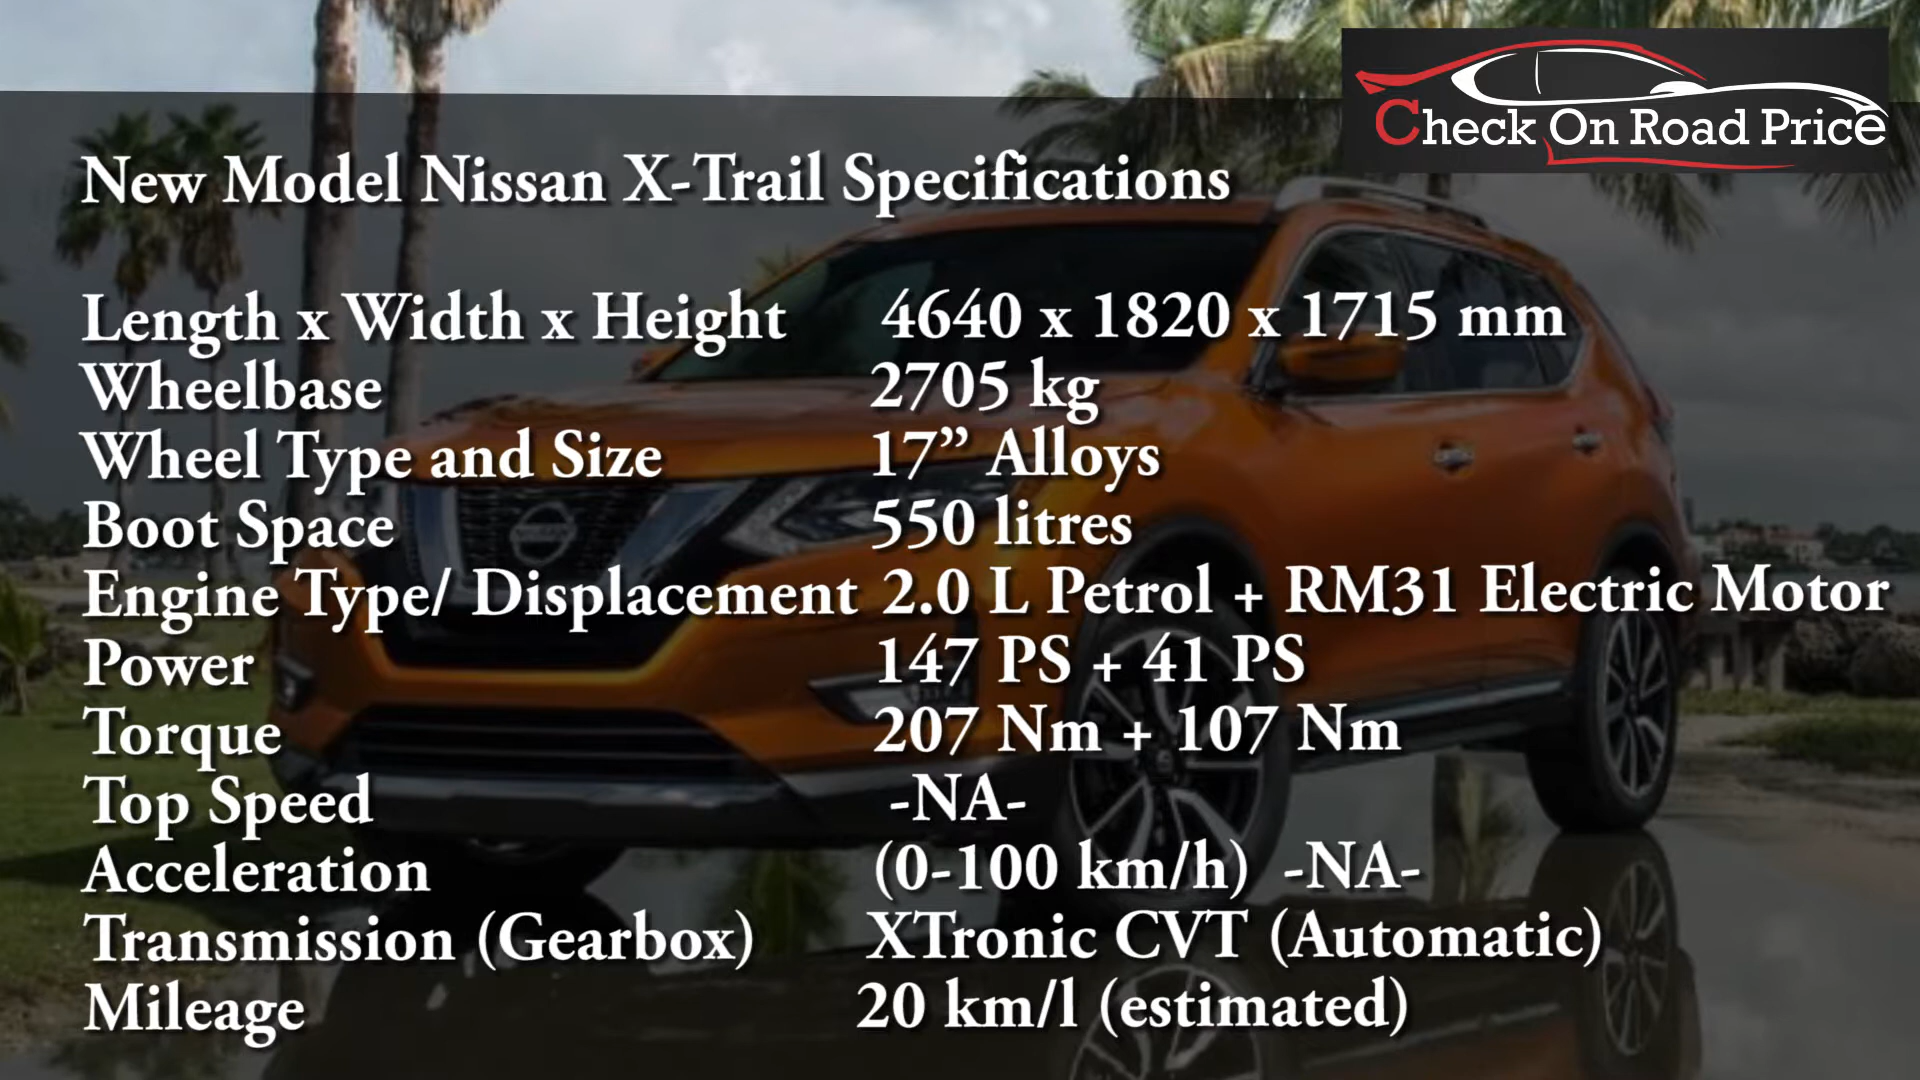 Check On Road Price
New Model Nissan X-Trail Specifications
Length x Width x Height 4640 x 1820 x 1715 mm
Wheelbase 2705 kg
Wheel Type and Size 17” Alloys
Boot Space 550 litres
Engine Type/ Displacement 2.0 L Petrol + RM31 Electric Motor
Power 147 PS + 41 PS
Torque 207 Nm + 107 Nm
Top Speed -NA-
Acceleration (0-100 km/h) -NA-
Transmission (Gearbox) XTronic CVT (Automatic)
Mileage 20 km/l (estimated)